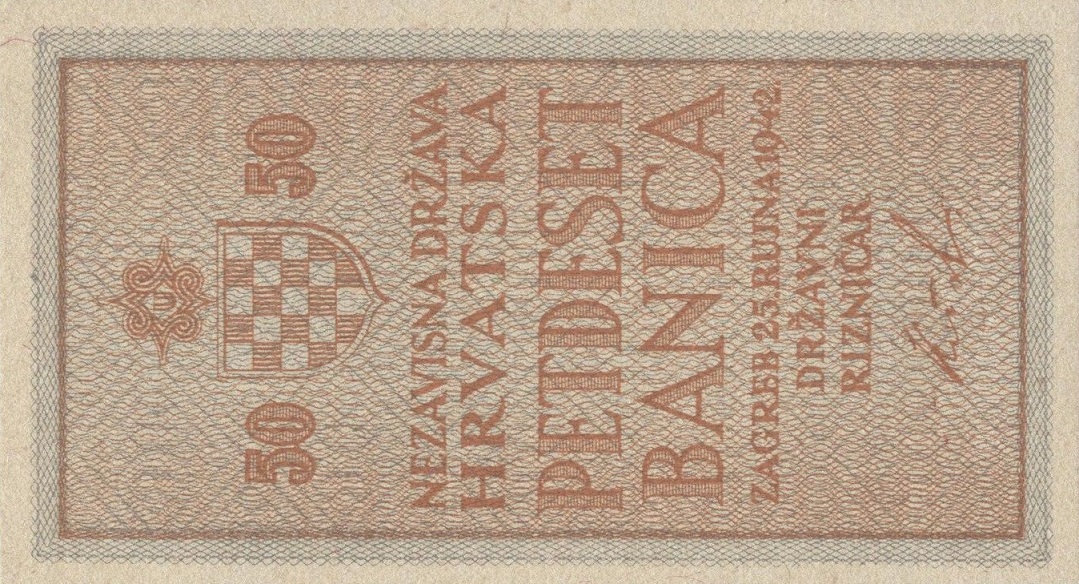 U
50 50
NEZAVISNA DRŽAVA
HRVATSKA
PETDESET
BANICA
ZAGREB 25. RUJNA 1942
DRŽAVNI
RIZNIČAR